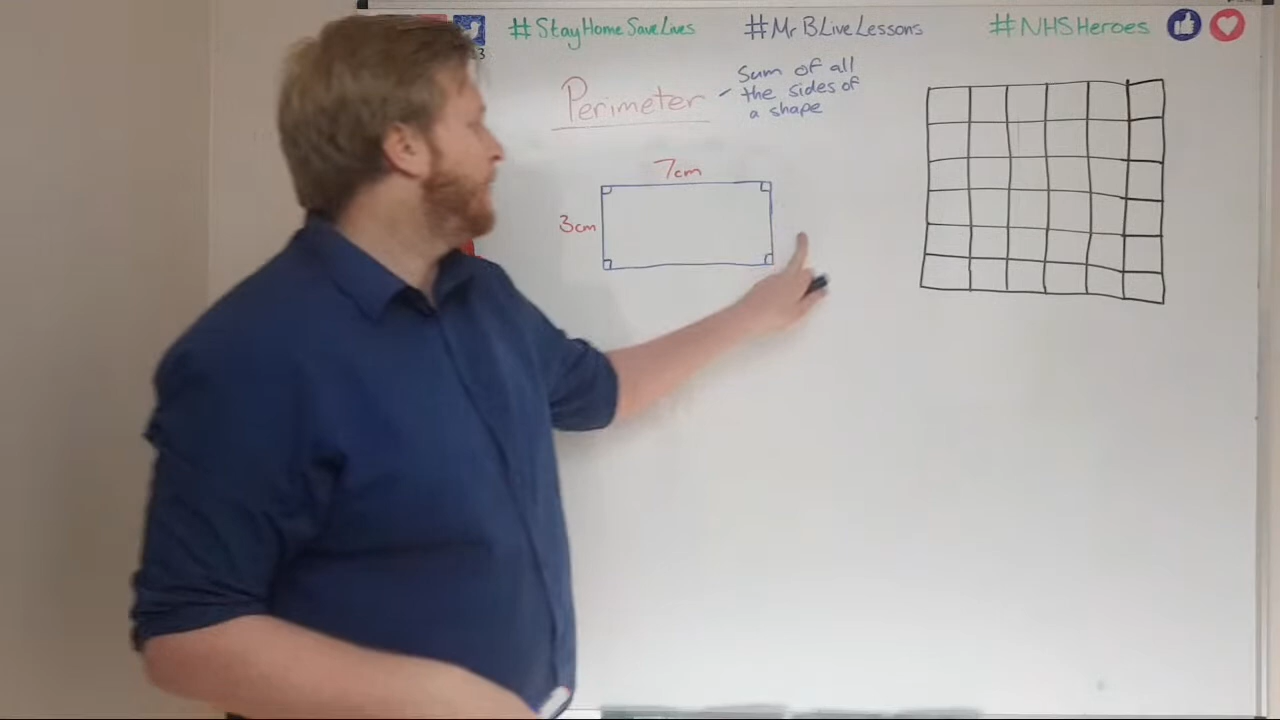 #StayHomeSaveLives
#MrBLiveLessons
#NHSHeroes
Perimeter - Sum of all
the sides of
a shape
7cm
3cm